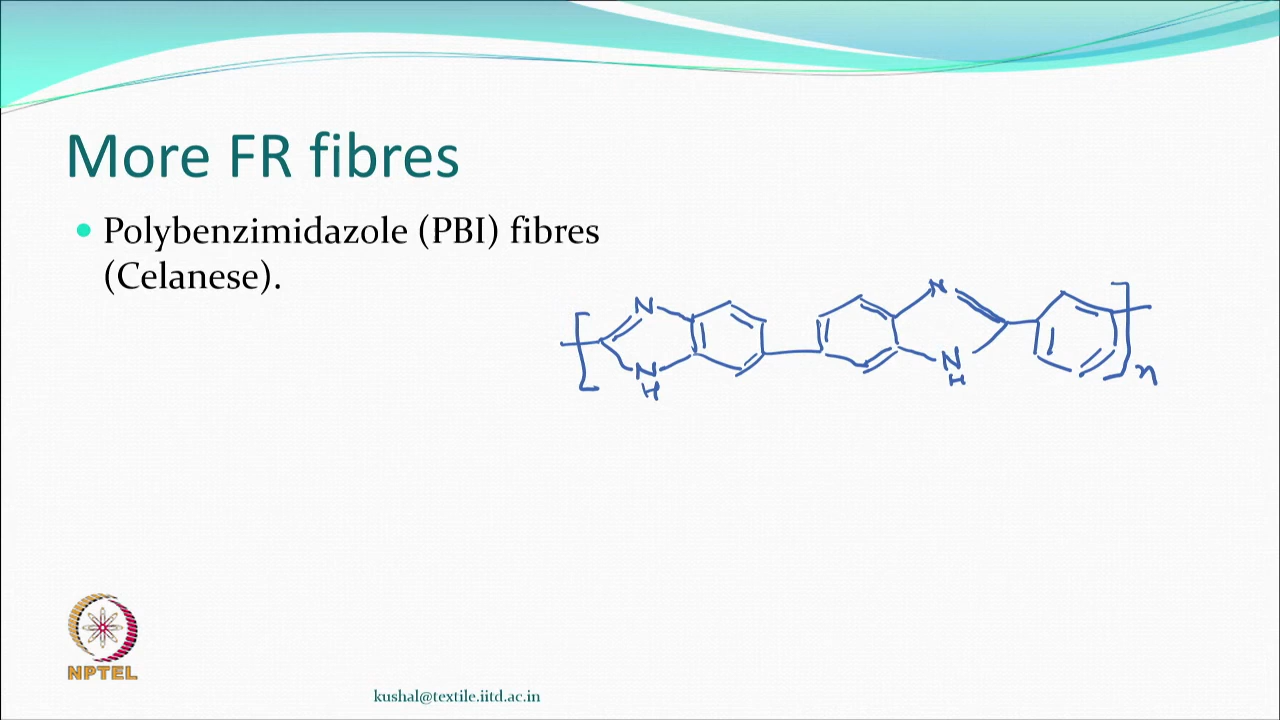 More FR fibres
Polybenzimidazole (PBI) fibres
(Celanese).
N
N
H
N
N
H
n
NPTEL
kushal@textile.iitd.ac.in